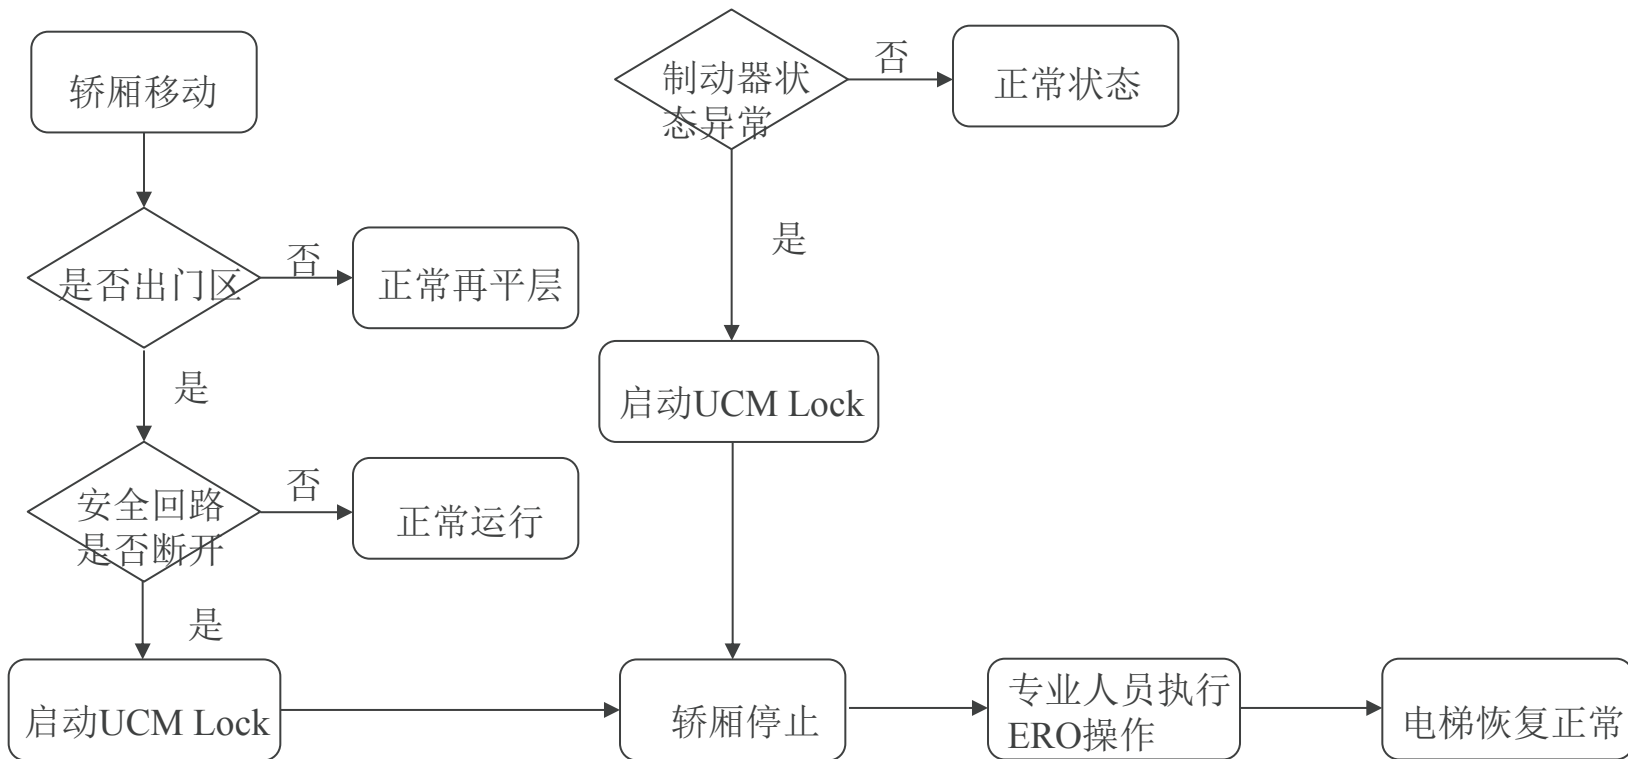 轿厢移动
是否出门区
否
正常再平层
是
安全回路
是否断开
否
正常运行
是
启动UCM Lock
制动器状
态异常
否
正常状态
是
启动UCM Lock
轿厢停止
专业人员执行
ERO操作
电梯恢复正常